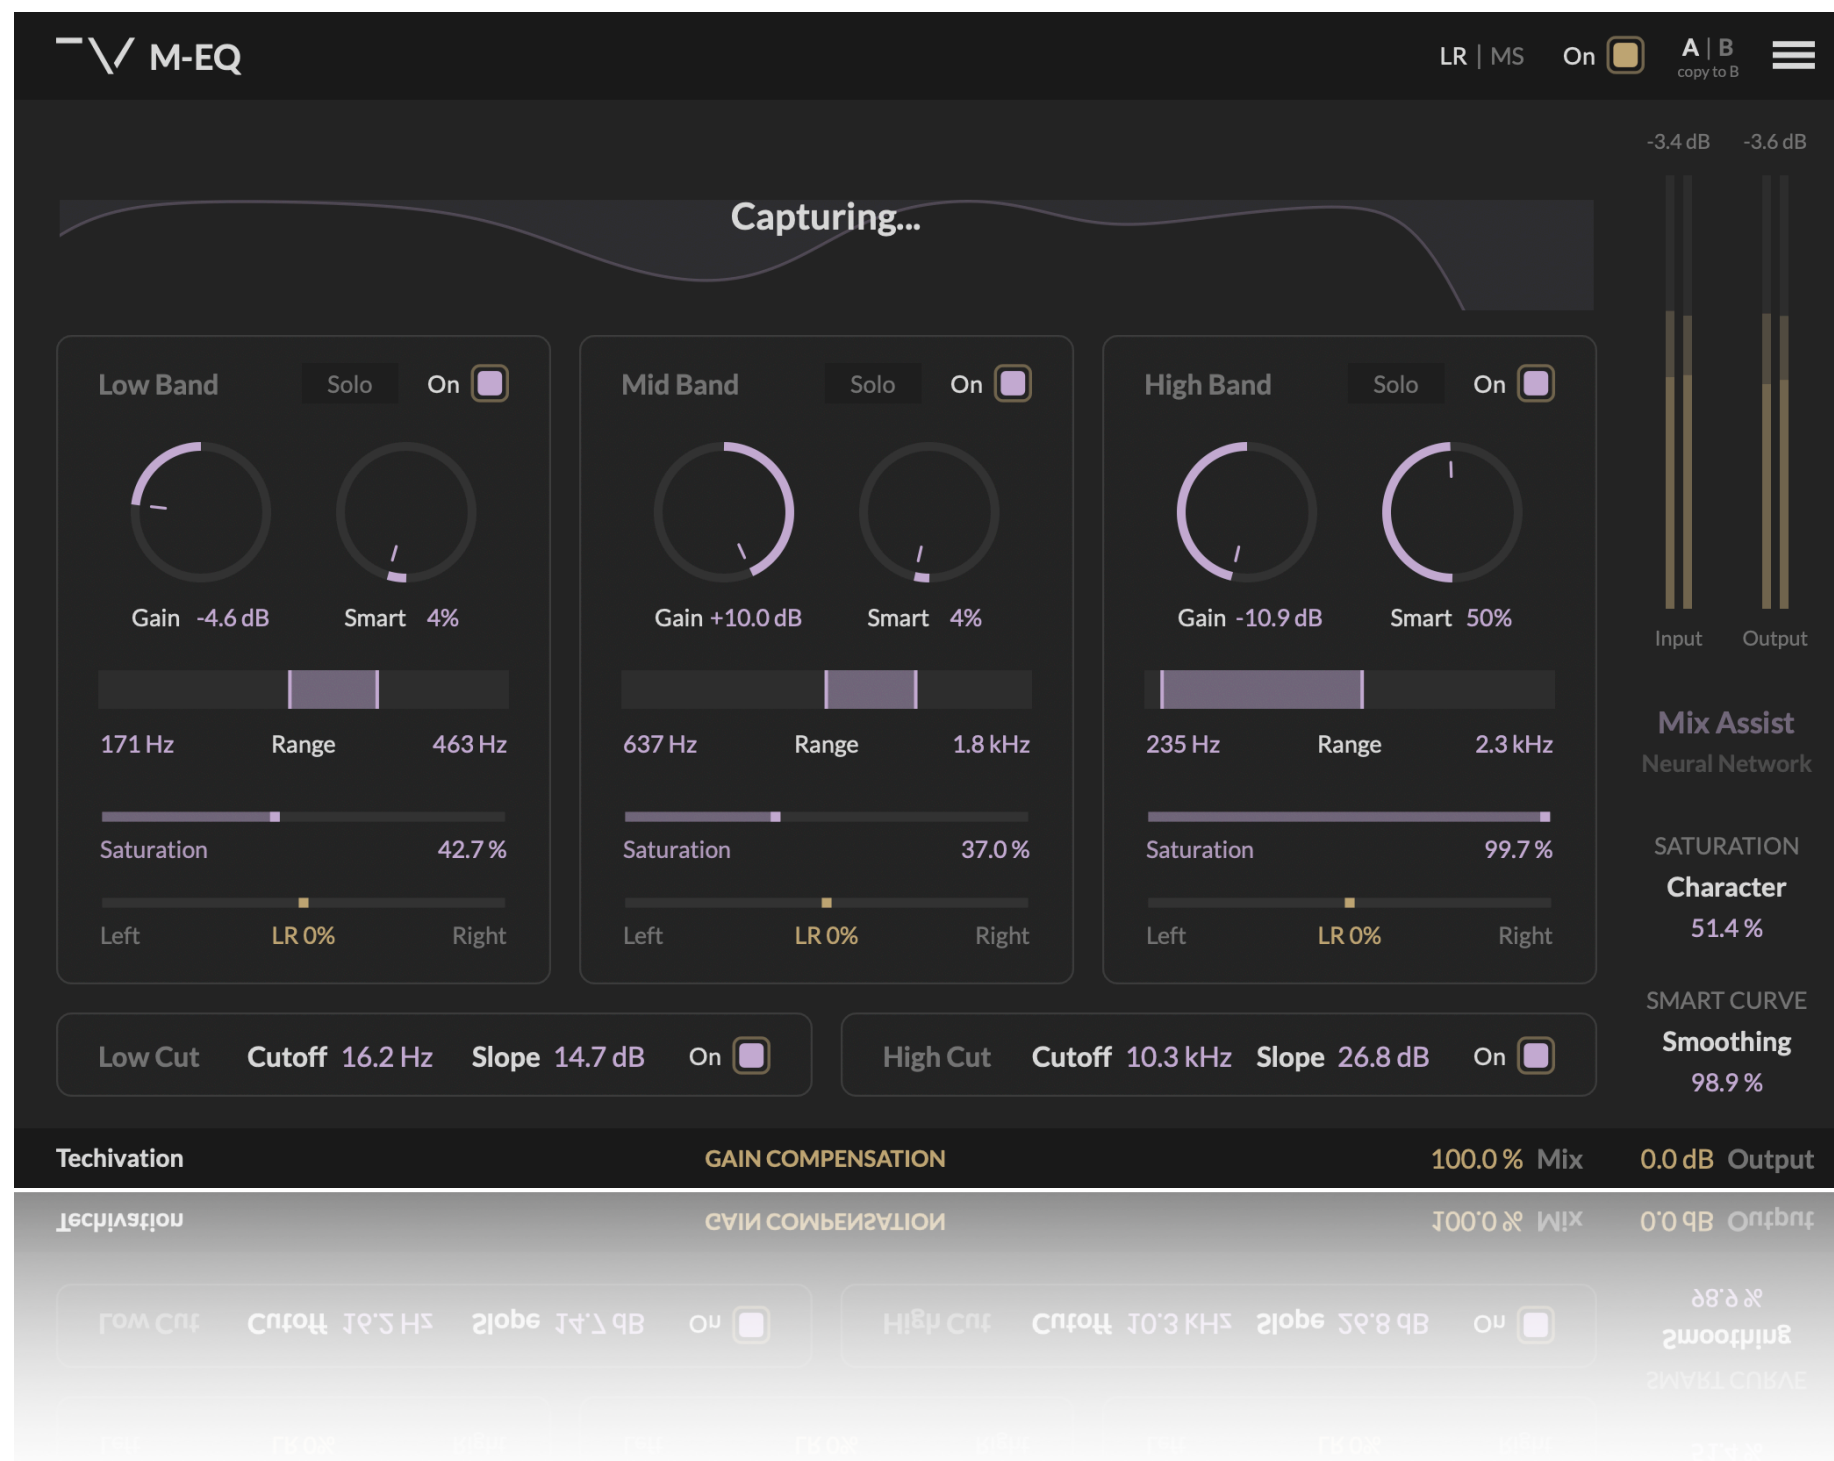 M-EQ
LR | MS On A | B
copy to B
-3.4 dB -3.6 dB
Capturing...
Low Band Solo On
Gain -4.6 dB Smart 4%
171 Hz Range 463 Hz
Saturation 42.7 %
Left LR 0% Right
Mid Band Solo On
Gain +10.0 dB Smart 4%
637 Hz Range 1.8 kHz
Saturation 37.0 %
Left LR 0% Right
High Band Solo On
Gain -10.9 dB Smart 50%
235 Hz Range 2.3 kHz
Saturation 99.7 %
Left LR 0% Right
Input Output
Mix Assist
Neural Network
SATURATION
Character
51.4 %
SMART CURVE
Smoothing
98.9 %
Low Cut Cutoff 16.2 Hz Slope 14.7 dB On
High Cut Cutoff 10.3 kHz Slope 26.8 dB On
Techivation GAIN COMPENSATION 100.0 % Mix 0.0 dB Output